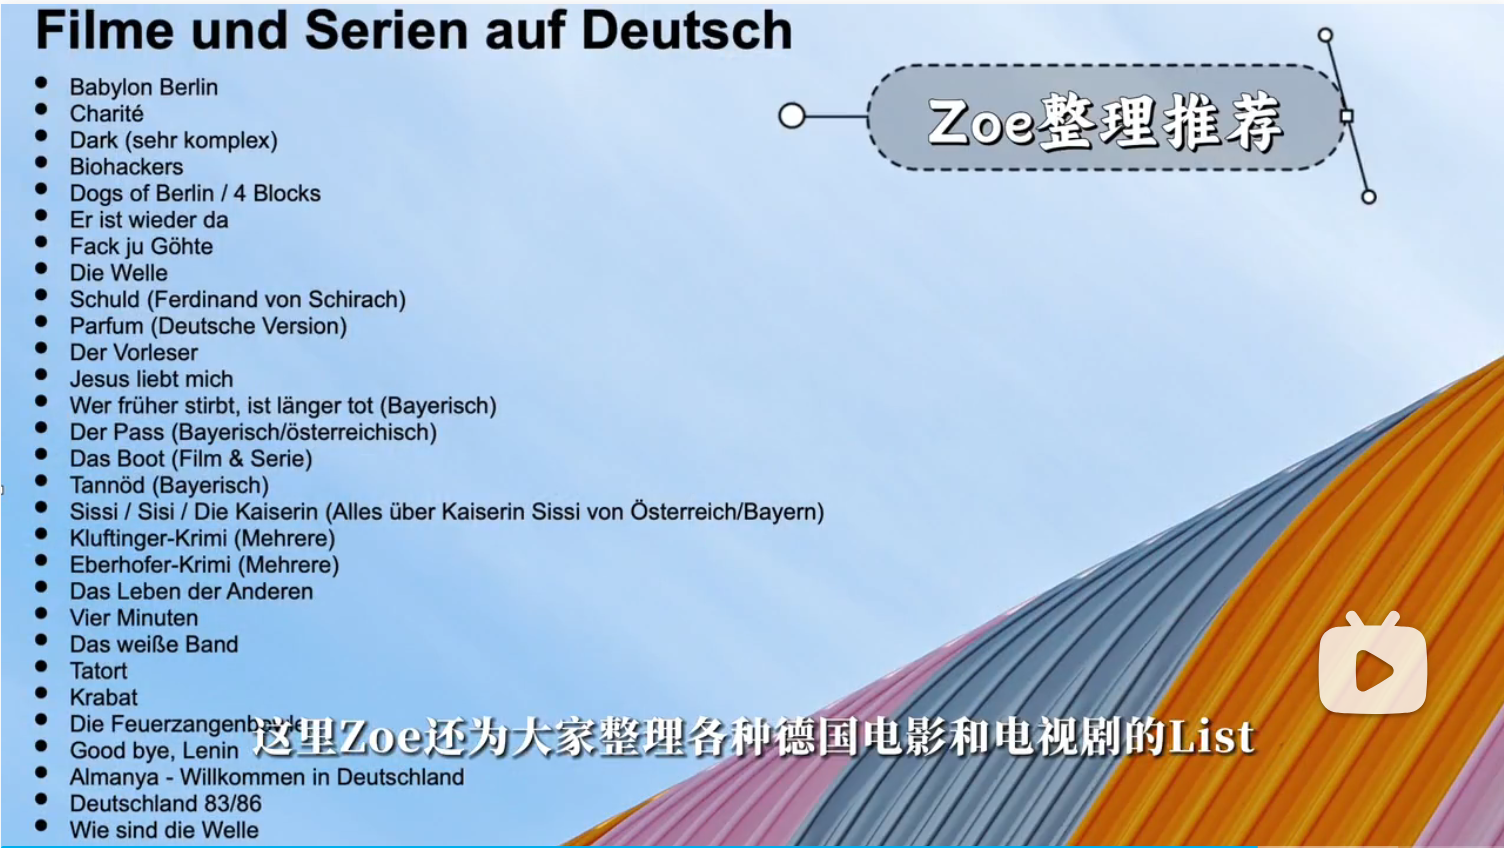 Filme und Serien auf Deutsch
Zoe整理推荐
Babylon Berlin
Charité
Dark (sehr komplex)
Biohackers
Dogs of Berlin / 4 Blocks
Er ist wieder da
Fack ju Göhte
Die Welle
Schuld (Ferdinand von Schirach)
Parfum (Deutsche Version)
Der Vorleser
Jesus liebt mich
Wer früher stirbt, ist länger tot (Bayerisch)
Der Pass (Bayerisch/österreichisch)
Das Boot (Film & Serie)
Tannöd (Bayerisch)
Sissi / Sisi / Die Kaiserin (Alles über Kaiserin Sissi von Österreich/Bayern)
Kluftinger-Krimi (Mehrere)
Eberhofer-Krimi (Mehrere)
Das Leben der Anderen
Vier Minuten
Das weiße Band
Tatort
Krabat
Die
这里Zoe还为大家整理各种德国电影和电视剧的List
Good bye, Lenin
Almanya - Willkommen in Deutschland
Deutschland 83/86
Wie sind die Welle